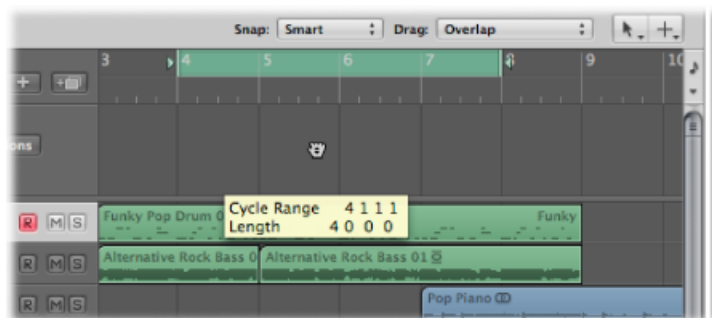 Snap: Smart Drag: Overlap
3 4 5 6 7 8 9 10
ons
Cycle Range 4 1 1 1
Length 4 0 0 0
R M S Funky Pop Drum 0 Funky
R M S Alternative Rock Bass 0 Alternative Rock Bass 01
R M S Pop Piano